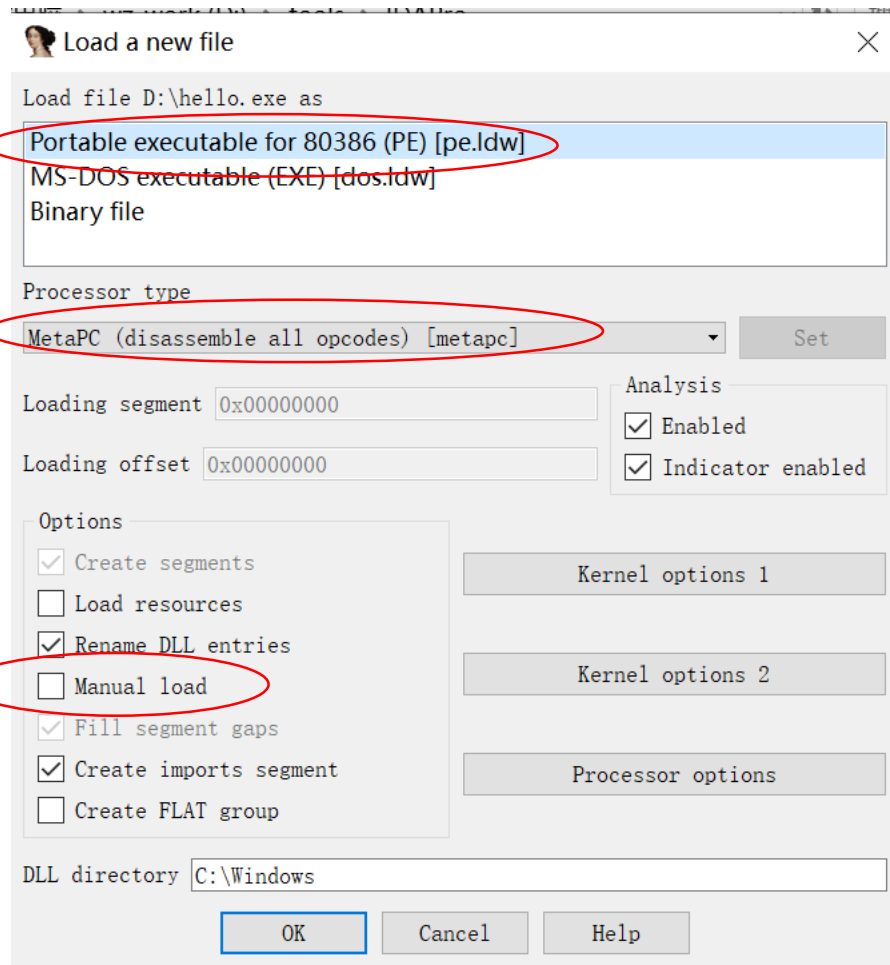 Load a new file
Load file D:\hello.exe as
Portable executable for 80386 (PE) [pe.ldw]
MS-DOS executable (EXE) [dos.ldw]
Binary file
Processor type
MetaPC (disassemble all opcodes) [metapc]
Set
Loading segment 0x00000000
Loading offset 0x00000000
Analysis
Enabled
Indicator enabled
Options
Create segments
Load resources
Rename DLL entries
Manual load
Fill segment gaps
Create imports segment
Create FLAT group
Kernel options 1
Kernel options 2
Processor options
DLL directory C:\Windows
OK
Cancel
Help